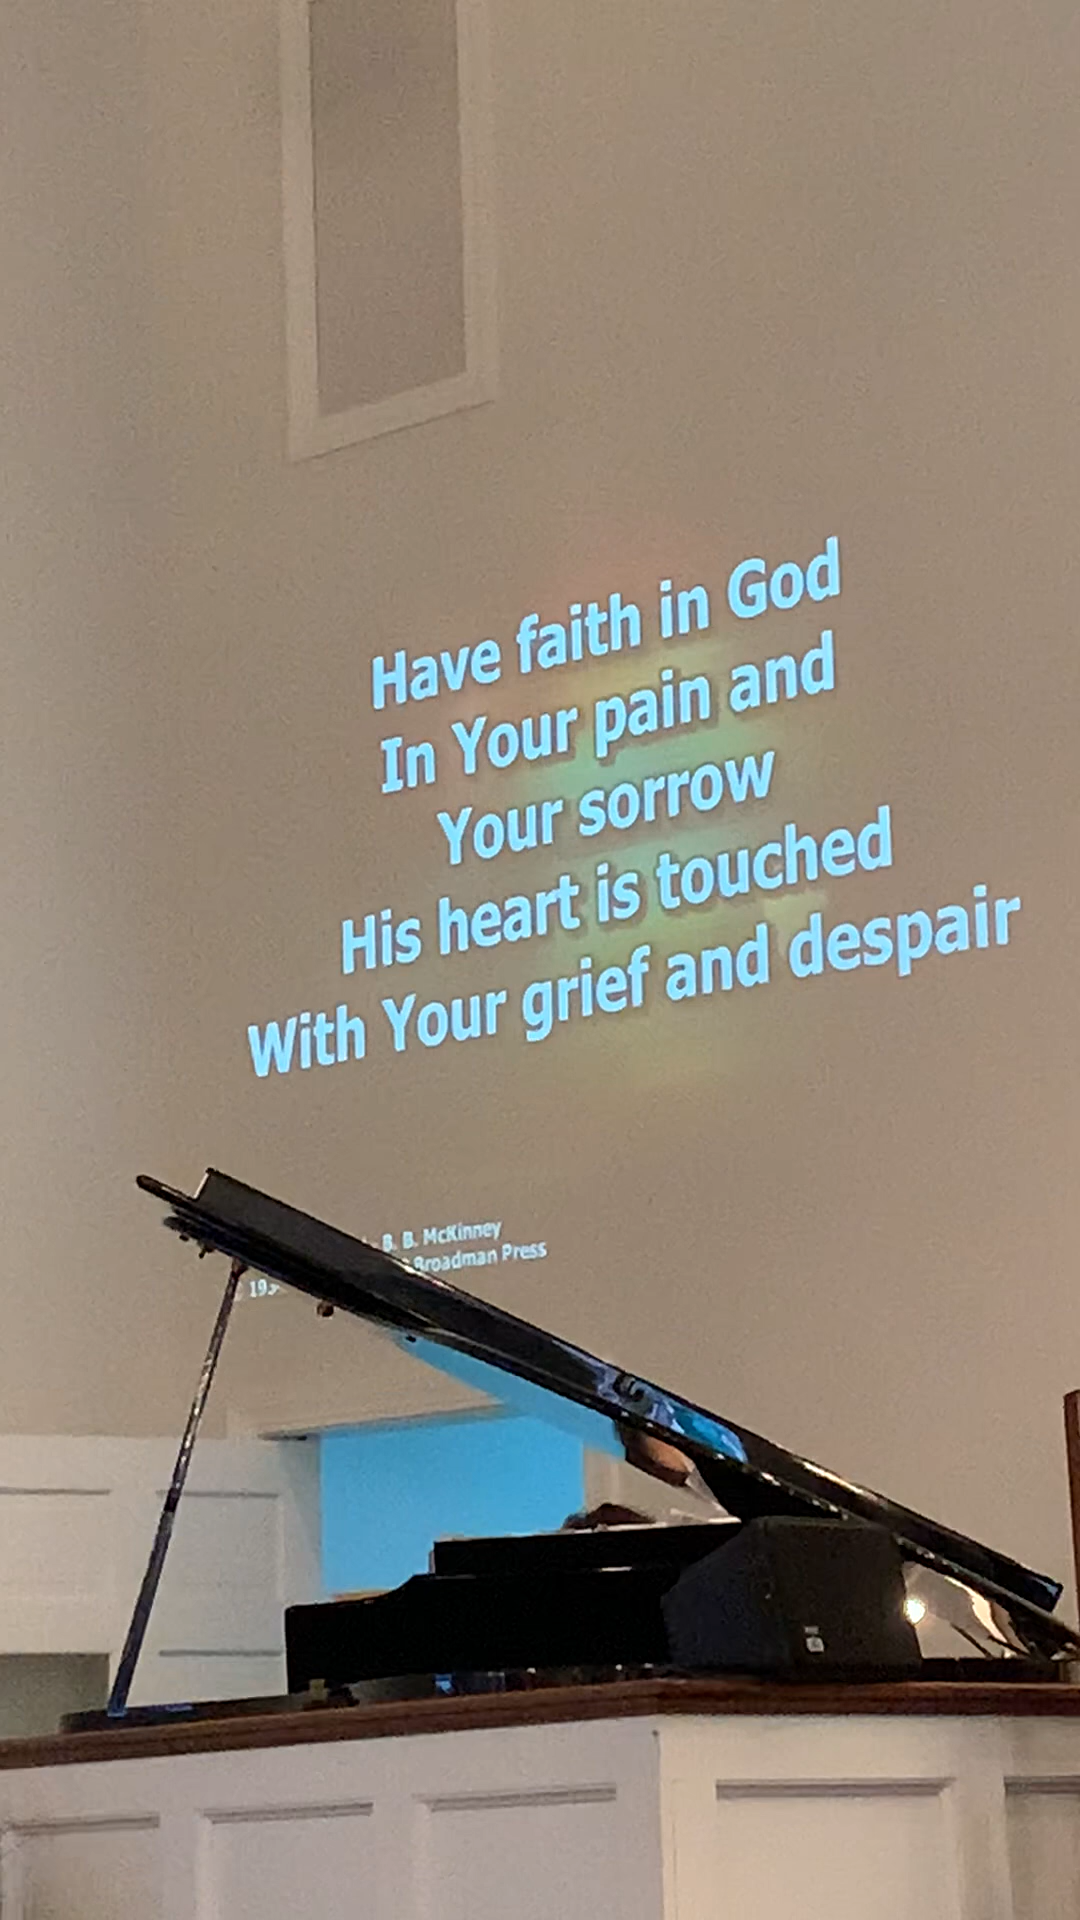 Have faith in God
In Your pain and
Your sorrow
His heart is touched
With Your grief and despair
B. B. McKinney
Broadman Press